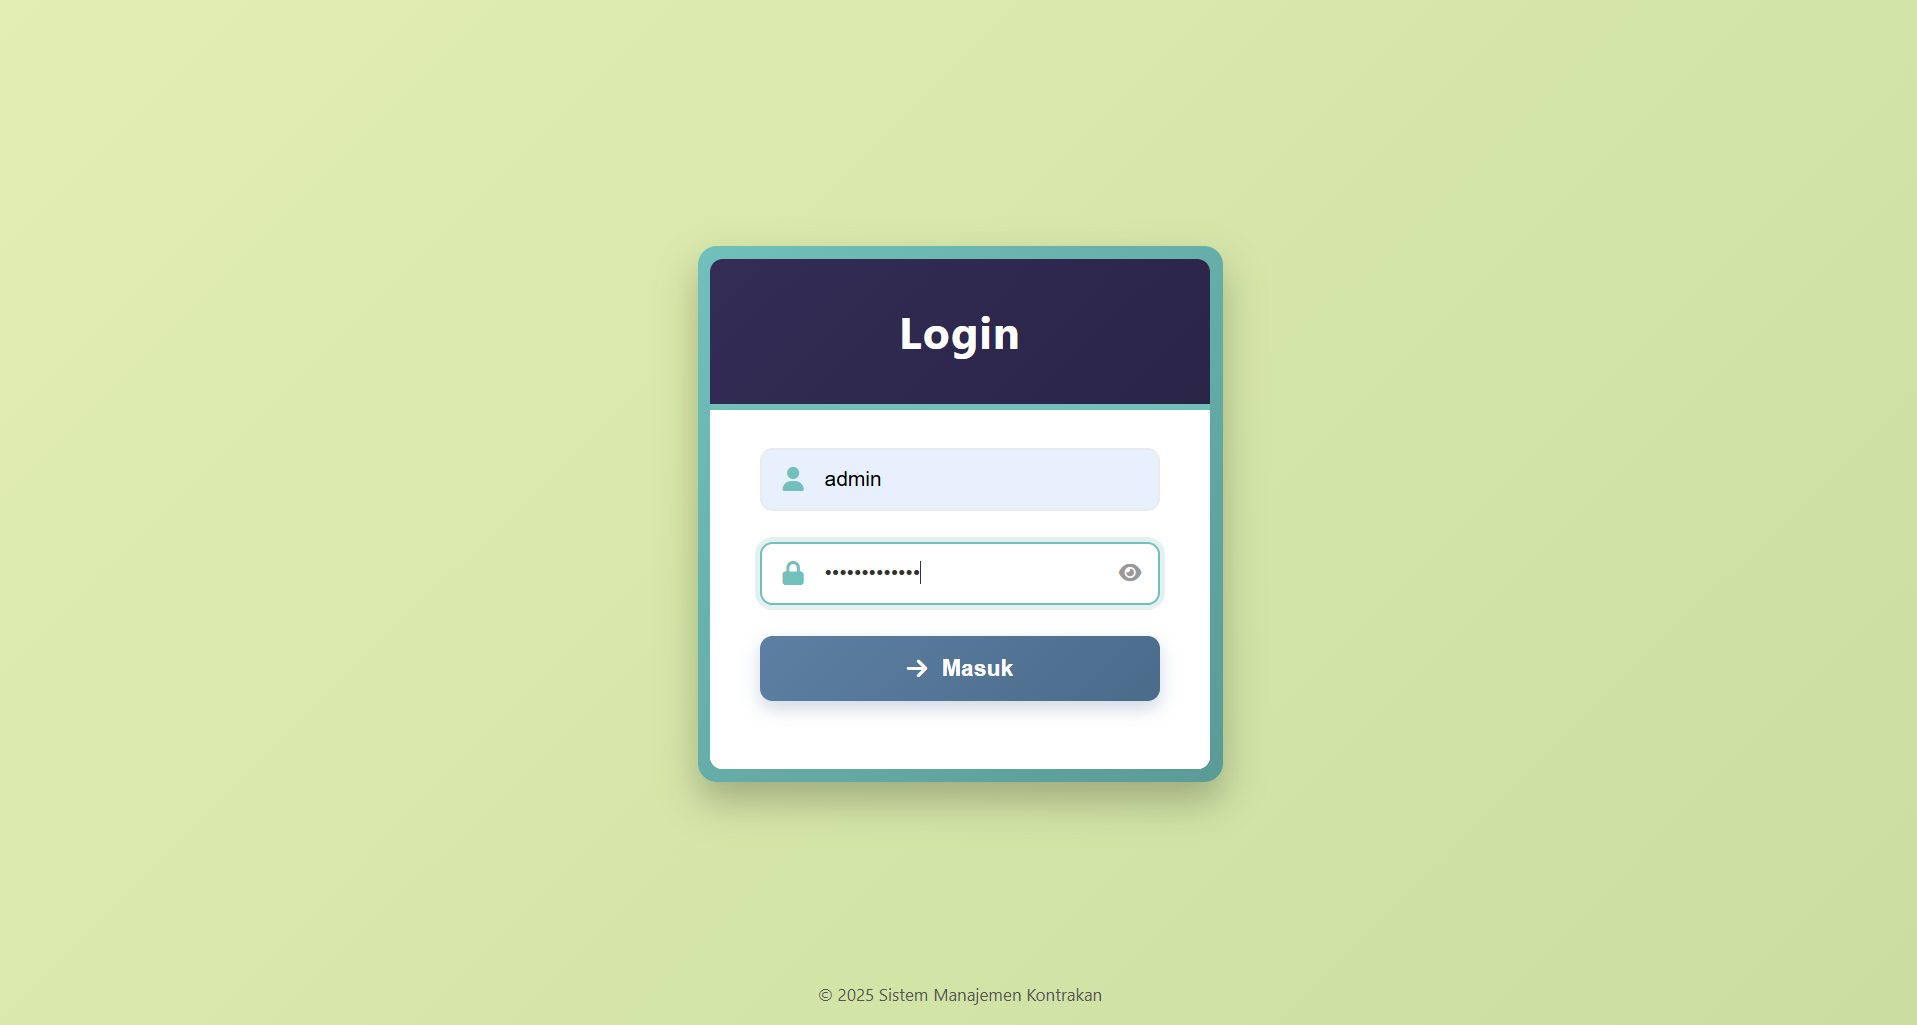 Login
admin
•••••••••••••
Masuk
© 2025 Sistem Manajemen Kontrakan